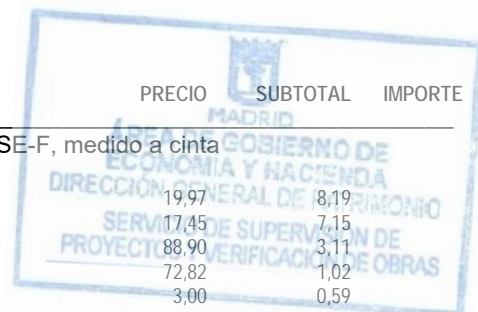 PRECIO SUBTOTAL IMPORTE
MADRID
SE-F, medido a cinta
ÁREA DE GOBIERNO DE
ECONOMÍA Y HACIENDA
DIRECCIÓN GENERAL DE PATRIMONIO
19,97 8,19
SERVICIO DE SUPERVISIÓN DE
17,45 7,15
PROYECTOS Y VERIFICACIÓN DE OBRAS
88,90 3,11
72,82 1,02
3,00 0,59